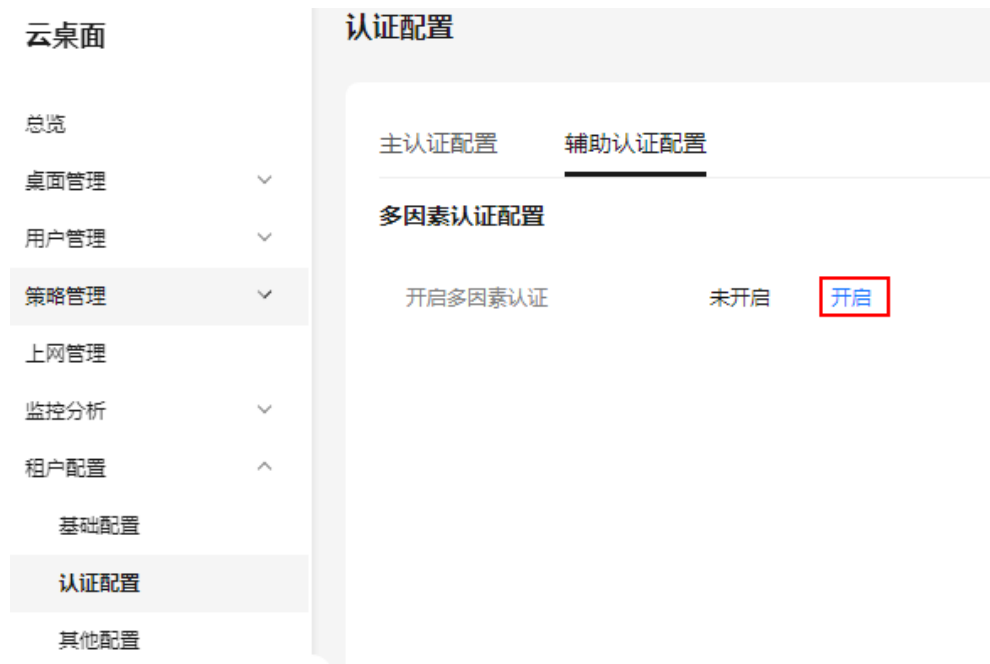 云桌面
总览
桌面管理
用户管理
策略管理
上网管理
监控分析
租户配置
基础配置
认证配置
其他配置
认证配置
主认证配置 辅助认证配置
多因素认证配置
开启多因素认证 未开启 开启